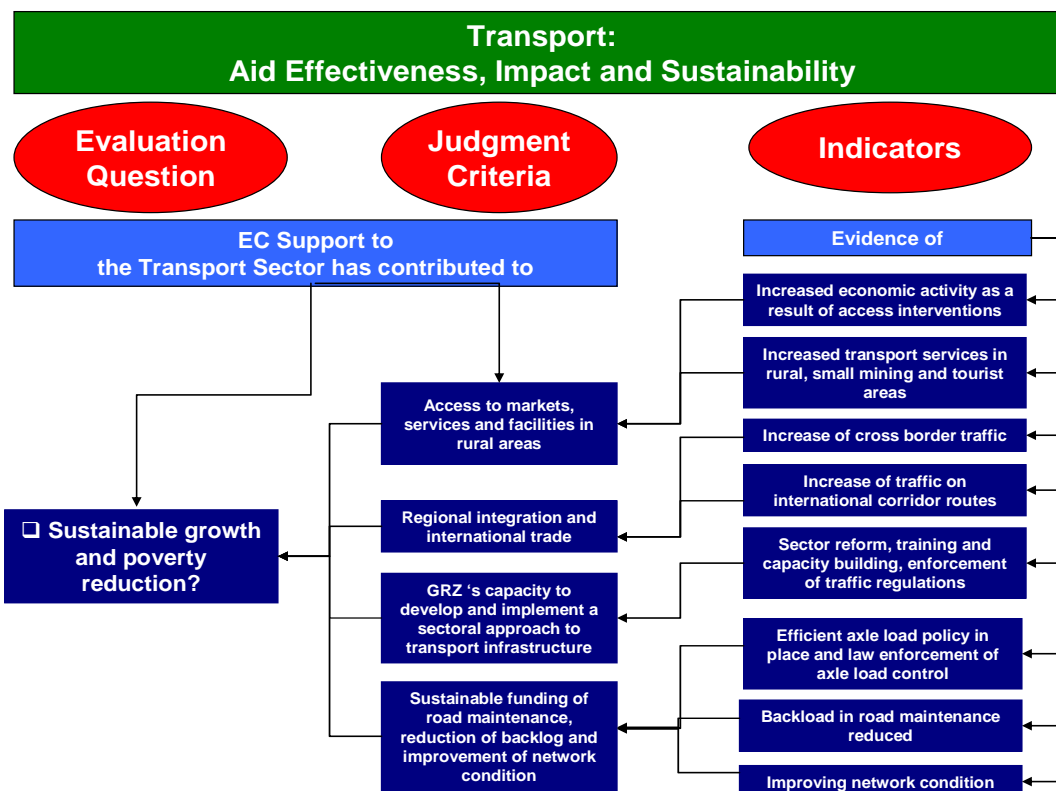 Transport:
Aid Effectiveness, Impact and Sustainability
Evaluation
Question
Judgment
Criteria
Indicators
EC Support to
the Transport Sector has contributed to
Evidence of
❑ Sustainable growth
and poverty
reduction?
Access to markets,
services and facilities in
rural areas
Regional integration and
international trade
GRZ ‘s capacity to
develop and implement a
sectoral approach to
transport infrastructure
Sustainable funding of
road maintenance,
reduction of backlog and
improvement of network
condition
Increased economic activity as a
result of access interventions
Increased transport services in
rural, small mining and tourist
areas
Increase of cross border traffic
Increase of traffic on
international corridor routes
Sector reform, training and
capacity building, enforcement
of traffic regulations
Efficient axle load policy in
place and law enforcement of
axle load control
Backload in road maintenance
reduced
Improving network condition